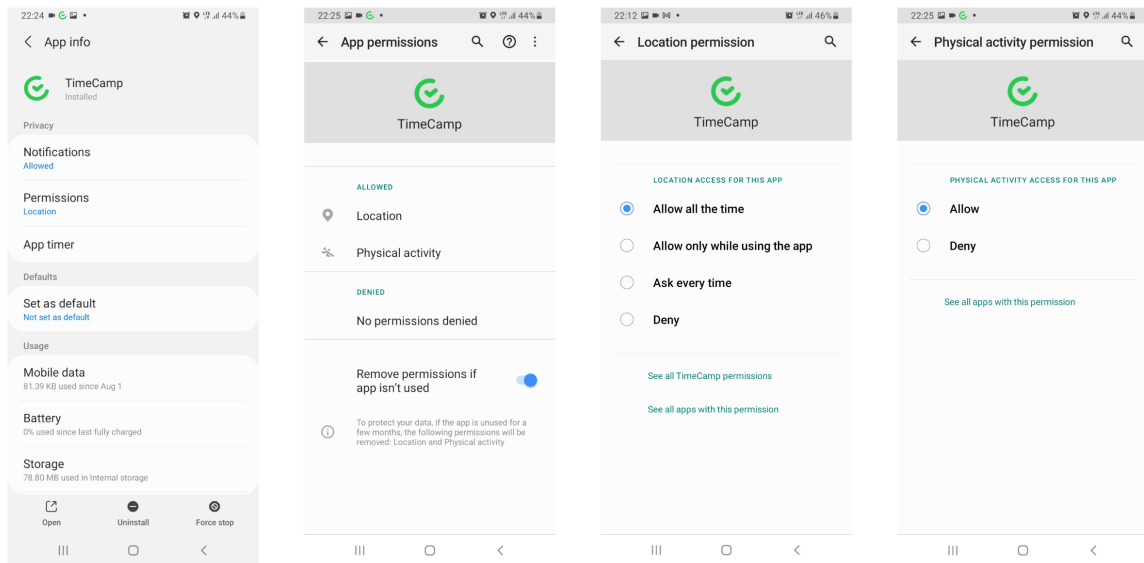 22:24
44%
App info
TimeCamp
Installed
Privacy
Notifications
Allowed
Permissions
Location
App timer
Defaults
Set as default
Not set as default
Usage
Mobile data
81.39 KB used since Aug 1
Battery
0% used since last fully charged
Storage
78.80 MB used in Internal storage
Open
Uninstall
Force stop
22:25
44%
App permissions
TimeCamp
ALLOWED
Location
Physical activity
DENIED
No permissions denied
Remove permissions if
app isn't used
To protect your data, if the app is unused for a
few months, the following permissions will be
removed: Location and Physical activity
22:12
46%
Location permission
TimeCamp
LOCATION ACCESS FOR THIS APP
Allow all the time
Allow only while using the app
Ask every time
Deny
See all TimeCamp permissions
See all apps with this permission
22:25
44%
Physical activity permission
TimeCamp
PHYSICAL ACTIVITY ACCESS FOR THIS APP
Allow
Deny
See all apps with this permission